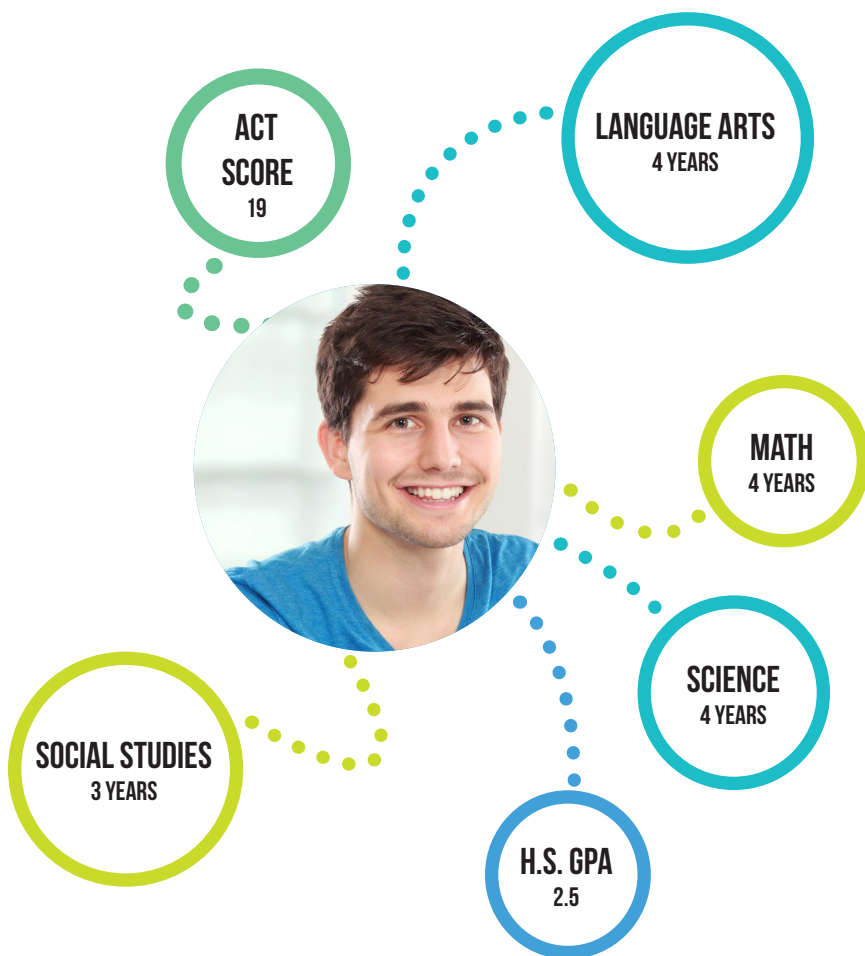 ACT
SCORE
19
LANGUAGE ARTS
4 YEARS
MATH
4 YEARS
SCIENCE
4 YEARS
SOCIAL STUDIES
3 YEARS
H.S. GPA
2.5